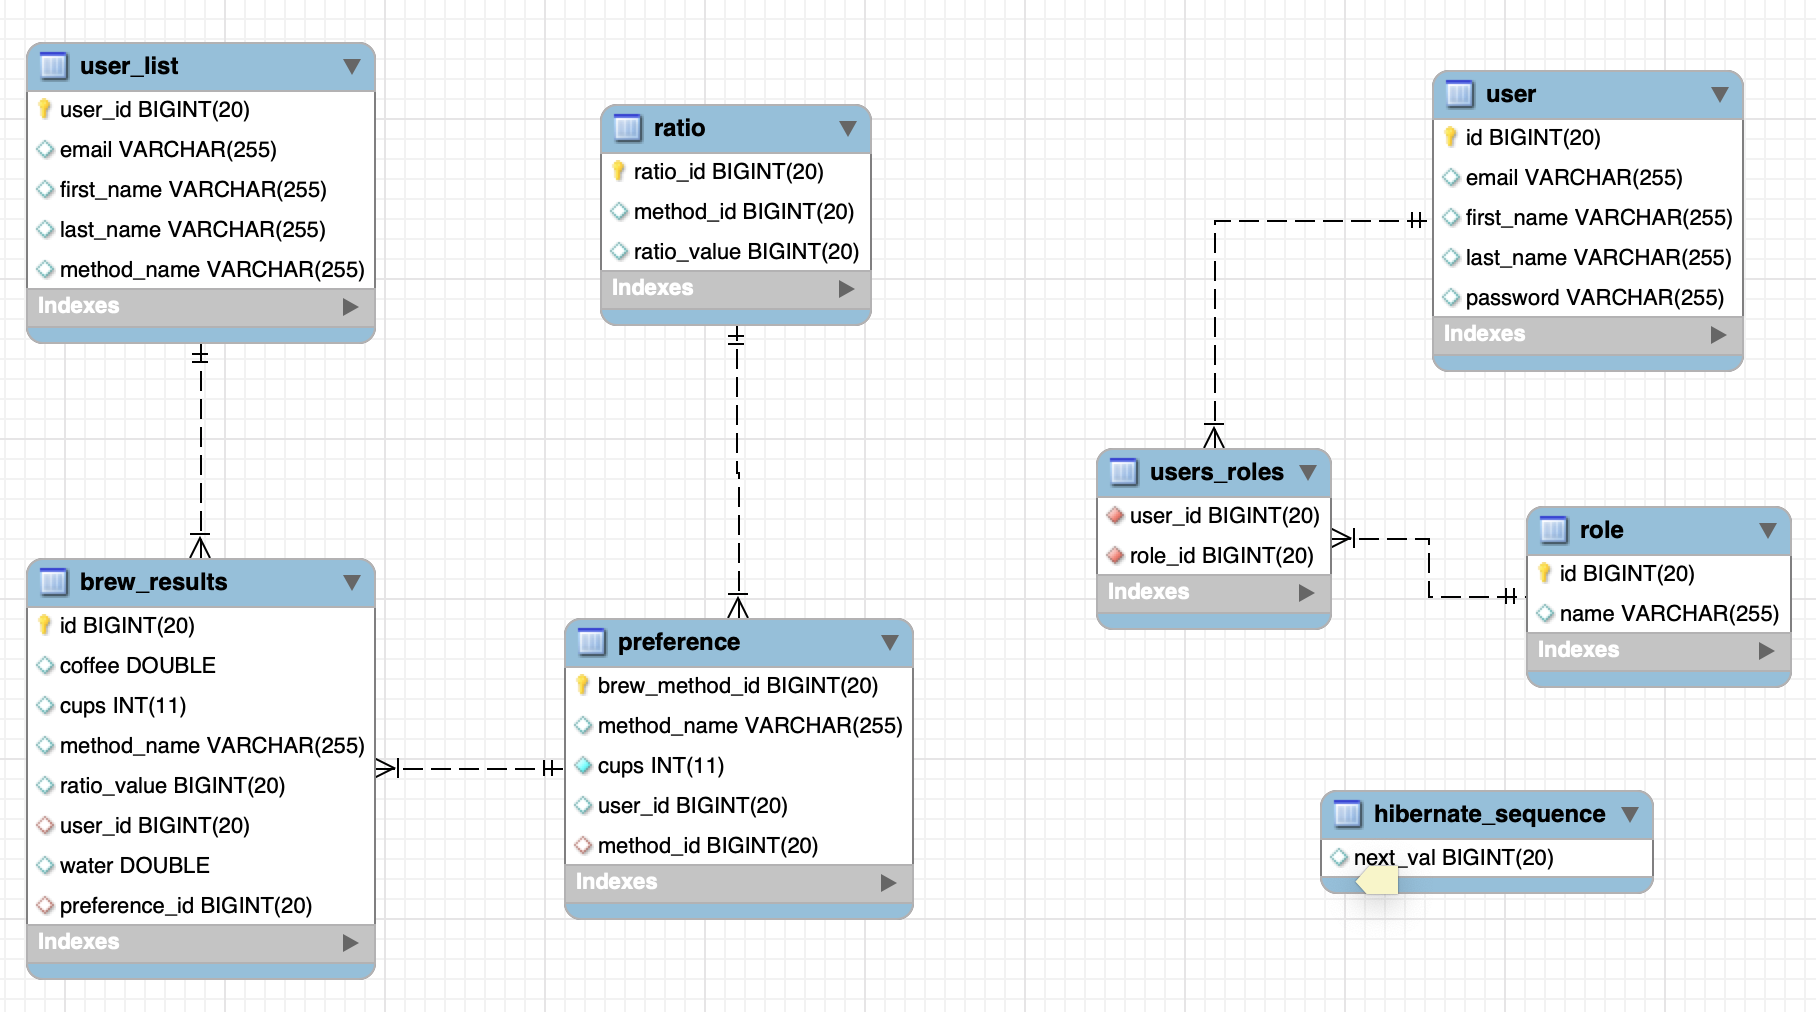 user_list
user_id BIGINT(20)
email VARCHAR(255)
first_name VARCHAR(255)
last_name VARCHAR(255)
method_name VARCHAR(255)
Indexes
ratio
ratio_id BIGINT(20)
method_id BIGINT(20)
ratio_value BIGINT(20)
Indexes
user
id BIGINT(20)
email VARCHAR(255)
first_name VARCHAR(255)
last_name VARCHAR(255)
password VARCHAR(255)
Indexes
users_roles
user_id BIGINT(20)
role_id BIGINT(20)
Indexes
role
id BIGINT(20)
name VARCHAR(255)
Indexes
brew_results
id BIGINT(20)
coffee DOUBLE
cups INT(11)
method_name VARCHAR(255)
ratio_value BIGINT(20)
user_id BIGINT(20)
water DOUBLE
preference_id BIGINT(20)
Indexes
preference
brew_method_id BIGINT(20)
method_name VARCHAR(255)
cups INT(11)
user_id BIGINT(20)
method_id BIGINT(20)
Indexes
hibernate_sequence
next_val BIGINT(20)